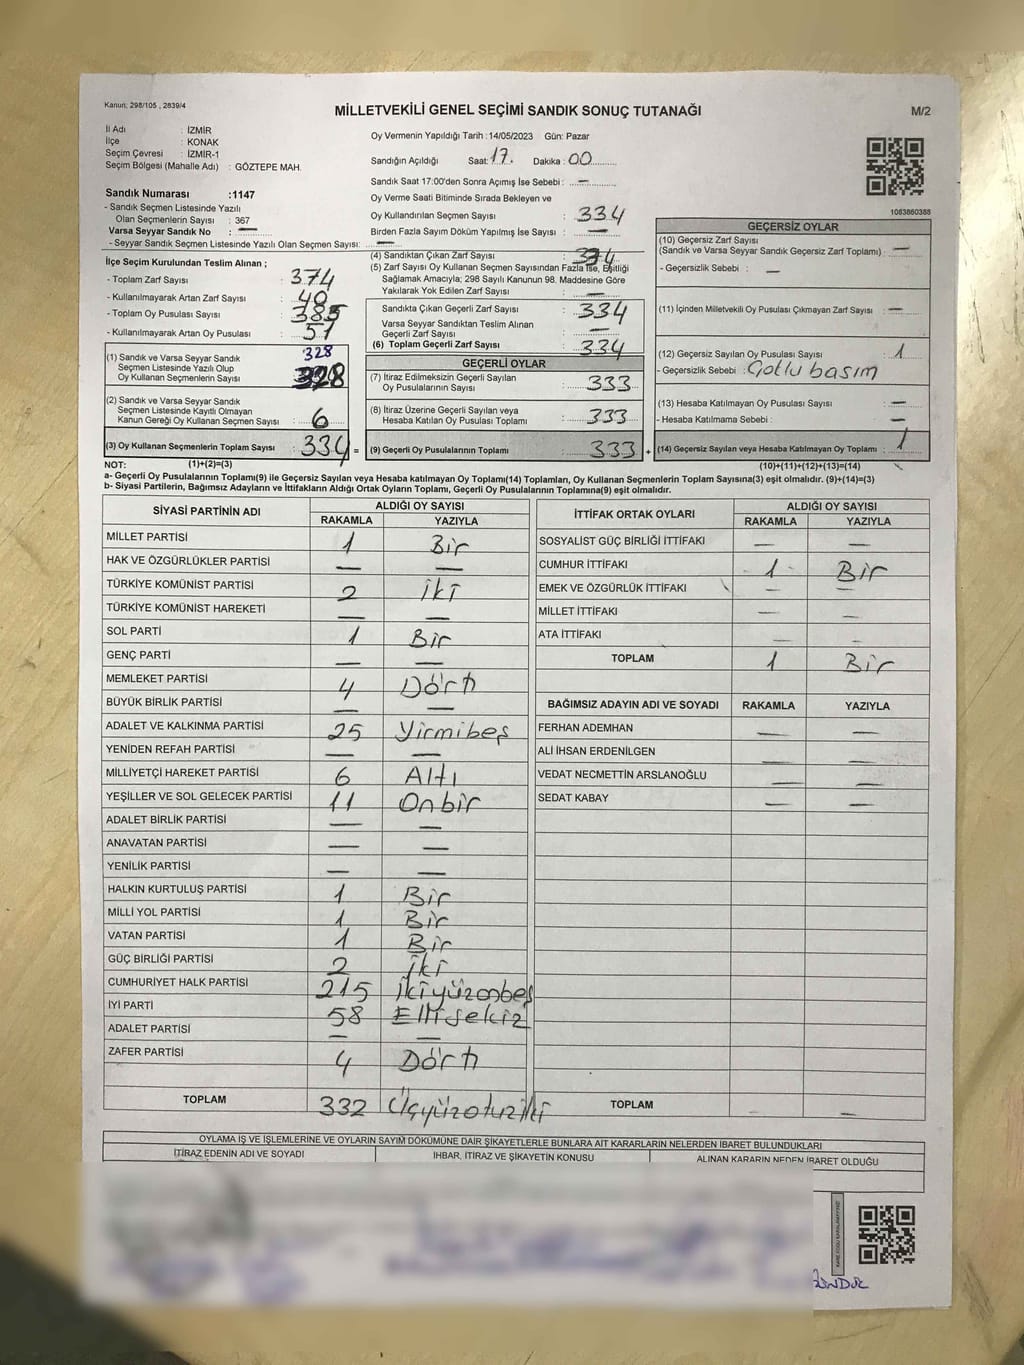 Kanun: 298/105 , 2839/4
MİLLETVEKİLİ GENEL SEÇİMİ SANDIK SONUÇ TUTANAĞI
M/2
İl Adı : İZMİR
İlçe : KONAK
Seçim Çevresi : İZMİR-1
Seçim Bölgesi (Mahalle Adı) : GÖZTEPE MAH.
Oy Vermenin Yapıldığı Tarih :14/05/2023 Gün: Pazar
Sandığın Açıldığı Saat: 17. Dakika : 00
Sandık Saat 17:00'den Sonra Açımış İse Sebebi : —
Oy Verme Saati Bitiminde Sırada Bekleyen ve
Oy Kullandırılan Seçmen Sayısı : 334
Birden Fazla Sayım Döküm Yapılmış İse Sayısı : —
1083860388
Sandık Numarası :1147
- Sandık Seçmen Listesinde Yazılı
Olan Seçmenlerin Sayısı : 367
Varsa Seyyar Sandık No : —
- Seyyar Sandık Seçmen Listesinde Yazılı Olan Seçmen Sayısı: —
İlçe Seçim Kurulundan Teslim Alınan ;
- Toplam Zarf Sayısı : 374
- Kullanılmayarak Artan Zarf Sayısı : 40
- Toplam Oy Pusulası Sayısı : 385
- Kullanılmayarak Artan Oy Pusulası : 51
328
(1) Sandık ve Varsa Seyyar Sandık
Seçmen Listesinde Yazılı Olup
Oy Kullanan Seçmenlerin Sayısı : 328
(2) Sandık ve Varsa Seyyar Sandık
Seçmen Listesinde Kayıtlı Olmayan
Kanun Gereği Oy Kullanan Seçmen Sayısı : 6
(3) Oy Kullanan Seçmenlerin Toplam Sayısı : 334 =
(4) Sandıktan Çıkan Zarf Sayısı : 334
(5) Zarf Sayısı Oy Kullanan Seçmen Sayısından Fazla İse, Eşitliği
Sağlamak Amacıyla; 298 Sayılı Kanunun 98. Maddesine Göre
Yakılarak Yok Edilen Zarf Sayısı : —
Sandıkta Çıkan Geçerli Zarf Sayısı : 334
Varsa Seyyar Sandıktan Teslim Alınan
Geçerli Zarf Sayısı : —
(6) Toplam Geçerli Zarf Sayısı : 334
GEÇERLİ OYLAR
(7) İtiraz Edilmeksizin Geçerli Sayılan
Oy Pusulalarının Sayısı : 333
(8) İtiraz Üzerine Geçerli Sayılan veya
Hesaba Katılan Oy Pusulası Toplamı : 333
(9) Geçerli Oy Pusulalarının Toplamı : 333 +
GEÇERSİZ OYLAR
(10) Geçersiz Zarf Sayısı
(Sandık ve Varsa Seyyar Sandık Geçersiz Zarf Toplamı) : —
- Geçersizlik Sebebi : —
(11) İçinden Milletvekili Oy Pusulası Çıkmayan Zarf Sayısı : —
(12) Geçersiz Sayılan Oy Pusulası Sayısı : 1
- Geçersizlik Sebebi : Gotlu basım
(13) Hesaba Katılmayan Oy Pusulası Sayısı : —
- Hesaba Katılmama Sebebi : —
(14) Geçersiz Sayılan veya Hesaba Katılmayan Oy Toplamı : 1
NOT: (1)+(2)=(3)
(10)+(11)+(12)+(13)=(14)
a- Geçerli Oy Pusulalarının Toplamı(9) ile Geçersiz Sayılan veya Hesaba katılmayan Oy Toplamı(14) Toplamları, Oy Kullanan Seçmenlerin Toplam Sayısına(3) eşit olmalıdır. (9)+(14)=(3)
b- Siyasi Partilerin, Bağımsız Adayların ve İttifakların Aldığı Ortak Oyların Toplamı, Geçerli Oy Pusulalarının Toplamına(9) eşit olmalıdır.
SİYASİ PARTİNİN ADI ALDIĞI OY SAYISI
RAKAMLA YAZIYLA
MİLLET PARTİSİ 1 Bir
HAK VE ÖZGÜRLÜKLER PARTİSİ — —
TÜRKİYE KOMÜNİST PARTİSİ 2 İki
TÜRKİYE KOMÜNİST HAREKETİ — —
SOL PARTİ 1 Bir
GENÇ PARTİ — —
MEMLEKET PARTİSİ 4 Dört
BÜYÜK BİRLİK PARTİSİ — —
ADALET VE KALKINMA PARTİSİ 25 Yirmibeş
YENİDEN REFAH PARTİSİ — —
MİLLİYETÇİ HAREKET PARTİSİ 6 Altı
YEŞİLLER VE SOL GELECEK PARTİSİ 11 Onbir
ADALET BİRLİK PARTİSİ — —
ANAVATAN PARTİSİ — —
YENİLİK PARTİSİ — —
HALKIN KURTULUŞ PARTİSİ 1 Bir
MİLLİ YOL PARTİSİ 1 Bir
VATAN PARTİSİ 1 Bir
GÜÇ BİRLİĞİ PARTİSİ 2 İki
CUMHURİYET HALK PARTİSİ 215 İkiyüzonbeş
İYİ PARTİ 58 Ellisekiz
ADALET PARTİSİ — —
ZAFER PARTİSİ 4 Dört
TOPLAM 332 Üçyüzotuziki
İTTİFAK ORTAK OYLARI ALDIĞI OY SAYISI
RAKAMLA YAZIYLA
SOSYALİST GÜÇ BİRLİĞİ İTTİFAKI — —
CUMHUR İTTİFAKI 1 Bir
EMEK VE ÖZGÜRLÜK İTTİFAKI — —
MİLLET İTTİFAKI — —
ATA İTTİFAKI — —
TOPLAM 1 Bir
BAĞIMSIZ ADAYIN ADI VE SOYADI RAKAMLA YAZIYLA
FERHAN ADEMHAN — —
ALİ İHSAN ERDENİLGEN — —
VEDAT NECMETTİN ARSLANOĞLU — —
SEDAT KABAY — —
TOPLAM — —
OYLAMA İŞ VE İŞLEMLERİNE VE OYLARIN SAYIM DÖKÜMÜNE DAİR ŞİKAYETLERLE BUNLARA AİT KARARLARIN NELERDEN İBARET BULUNDUKLARI
İTİRAZ EDENİN ADI VE SOYADI İHBAR, İTİRAZ VE ŞİKAYETİN KONUSU ALINAN KARARIN NEDEN İBARET OLDUĞU